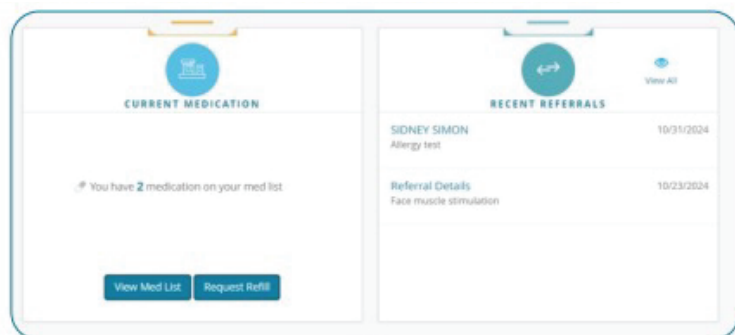 CURRENT MEDICATION
You have 2 medication on your med list
View Med List
Request Refill
View All
RECENT REFERRALS
SIDNEY SIMON
10/31/2024
Allergy test
Referral Details
10/23/2024
Face muscle stimulation